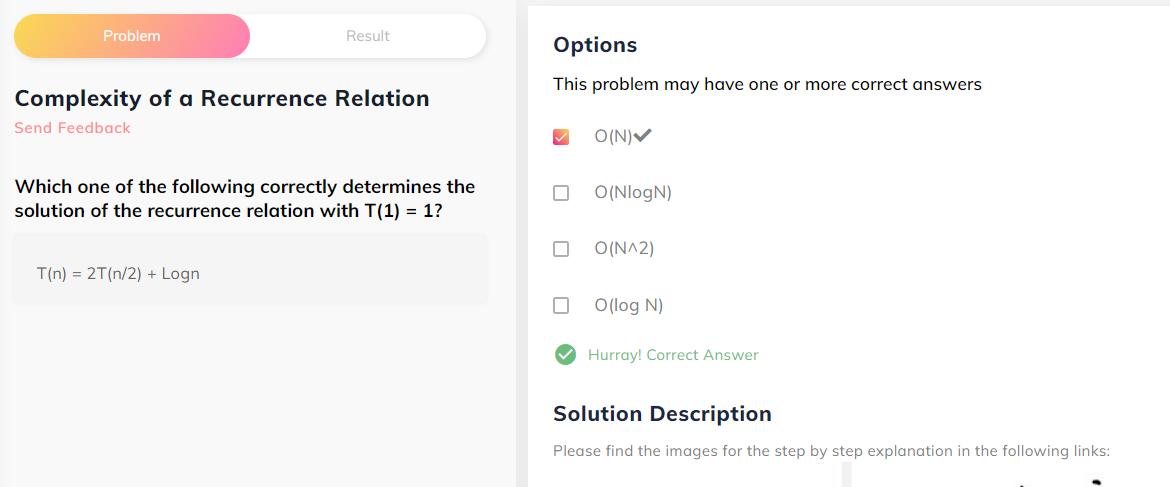 Problem
Result
Complexity of a Recurrence Relation
Send Feedback
Which one of the following correctly determines the
solution of the recurrence relation with T(1) = 1?
T(n) = 2T(n/2) + Logn
Options
This problem may have one or more correct answers
O(N)✔
O(NlogN)
O(N^2)
O(log N)
Hurray! Correct Answer
Solution Description
Please find the images for the step by step explanation in the following links: